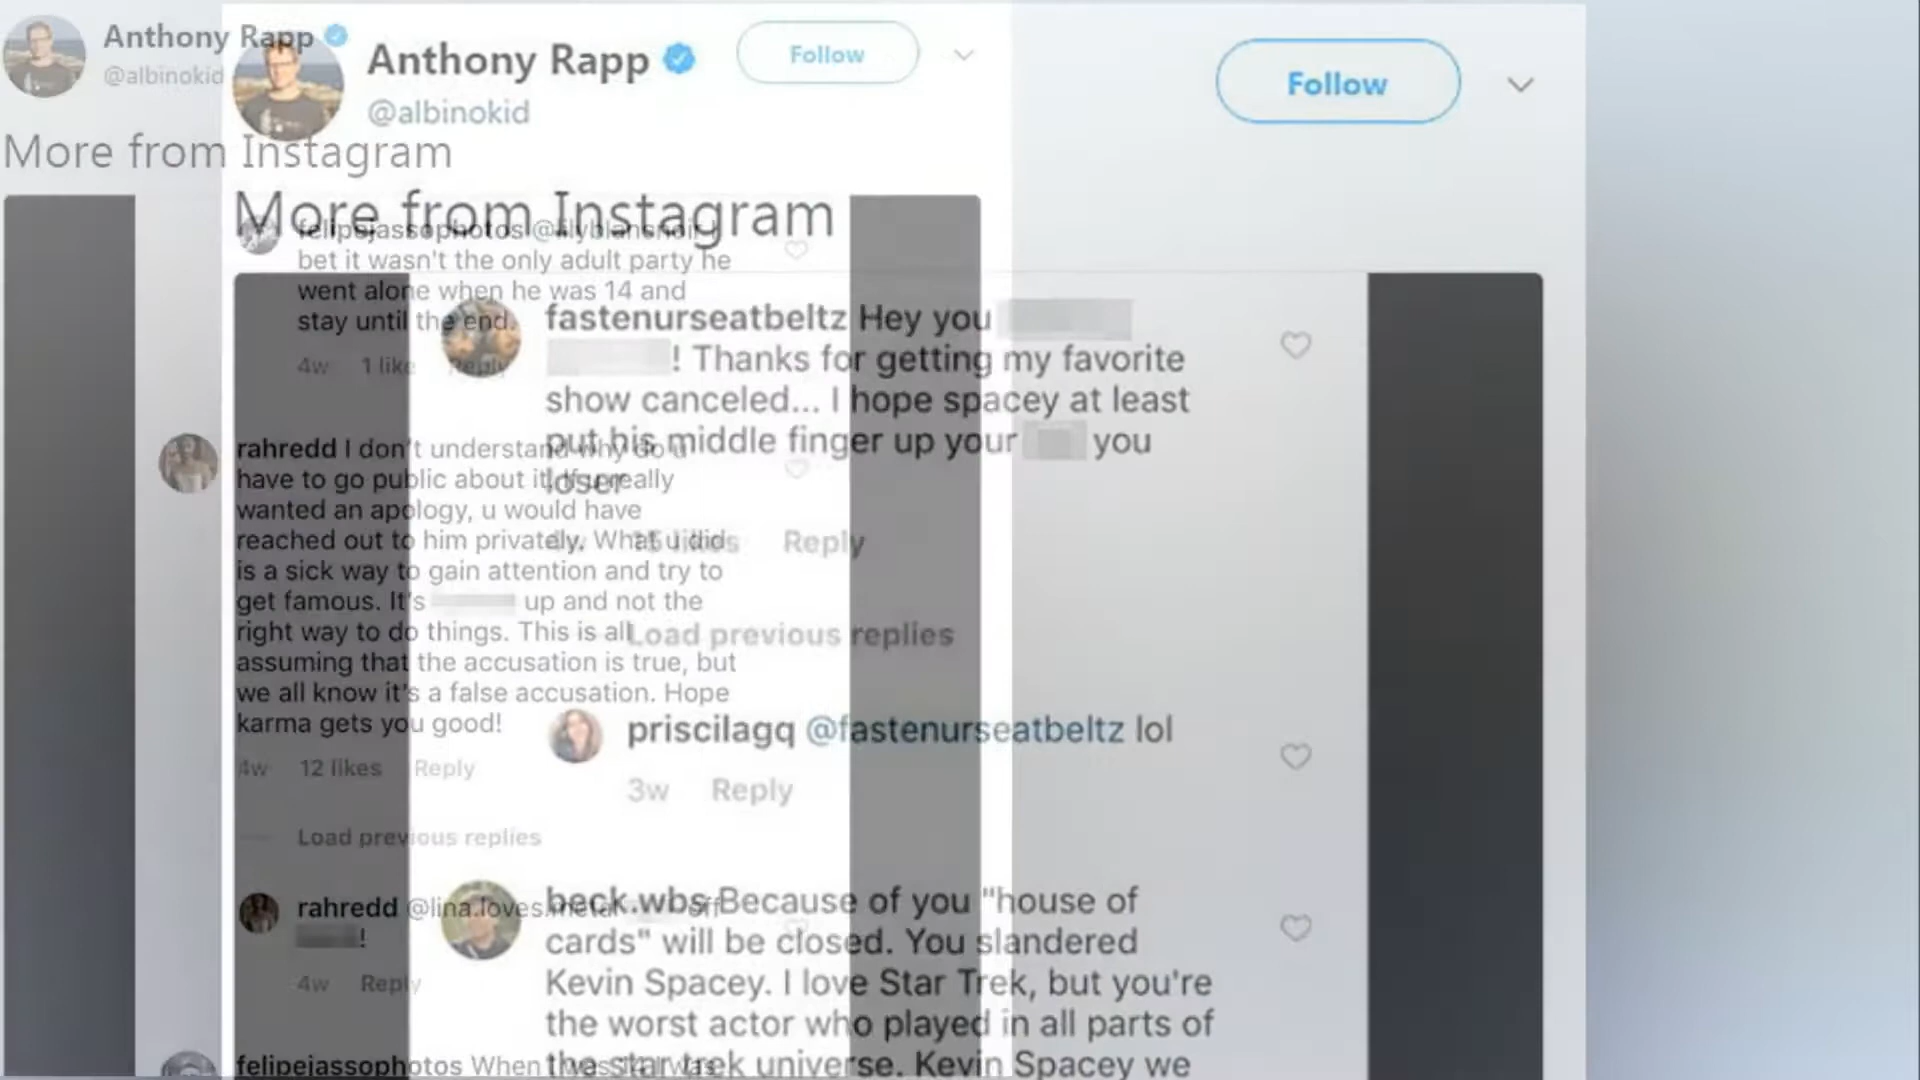 Anthony Rapp
@albinokid
More from Instagram
Anthony Rapp
@albinokid
Follow
Follow
More from Instagram
felipejassophotos
bet it wasn't the only adult party he
went alone when he was 14 and
stay until the end.
4w 1 like Reply
rahredd I don't understand why do u
have to go public about it. If u really
wanted an apology, u would have
reached out to him privately. What u did
is a sick way to gain attention and try to
get famous. It's up and not the
right way to do things. This is all
assuming that the accusation is true, but
we all know it's a false accusation. Hope
karma gets you good!
4w 12 likes Reply
Load previous replies
rahredd @lina.loves.metal
!
4w Reply
felipejassophotos When I was 14 I was
fastenurseatbeltz Hey you
! Thanks for getting my favorite
show canceled... I hope spacey at least
put his middle finger up your you
loser
likes Reply
Load previous replies
priscilagq @fastenurseatbeltz lol
3w Reply
beck.wbs Because of you "house of
cards" will be closed. You slandered
Kevin Spacey. I love Star Trek, but you're
the worst actor who played in all parts of
the star trek universe. Kevin Spacey we